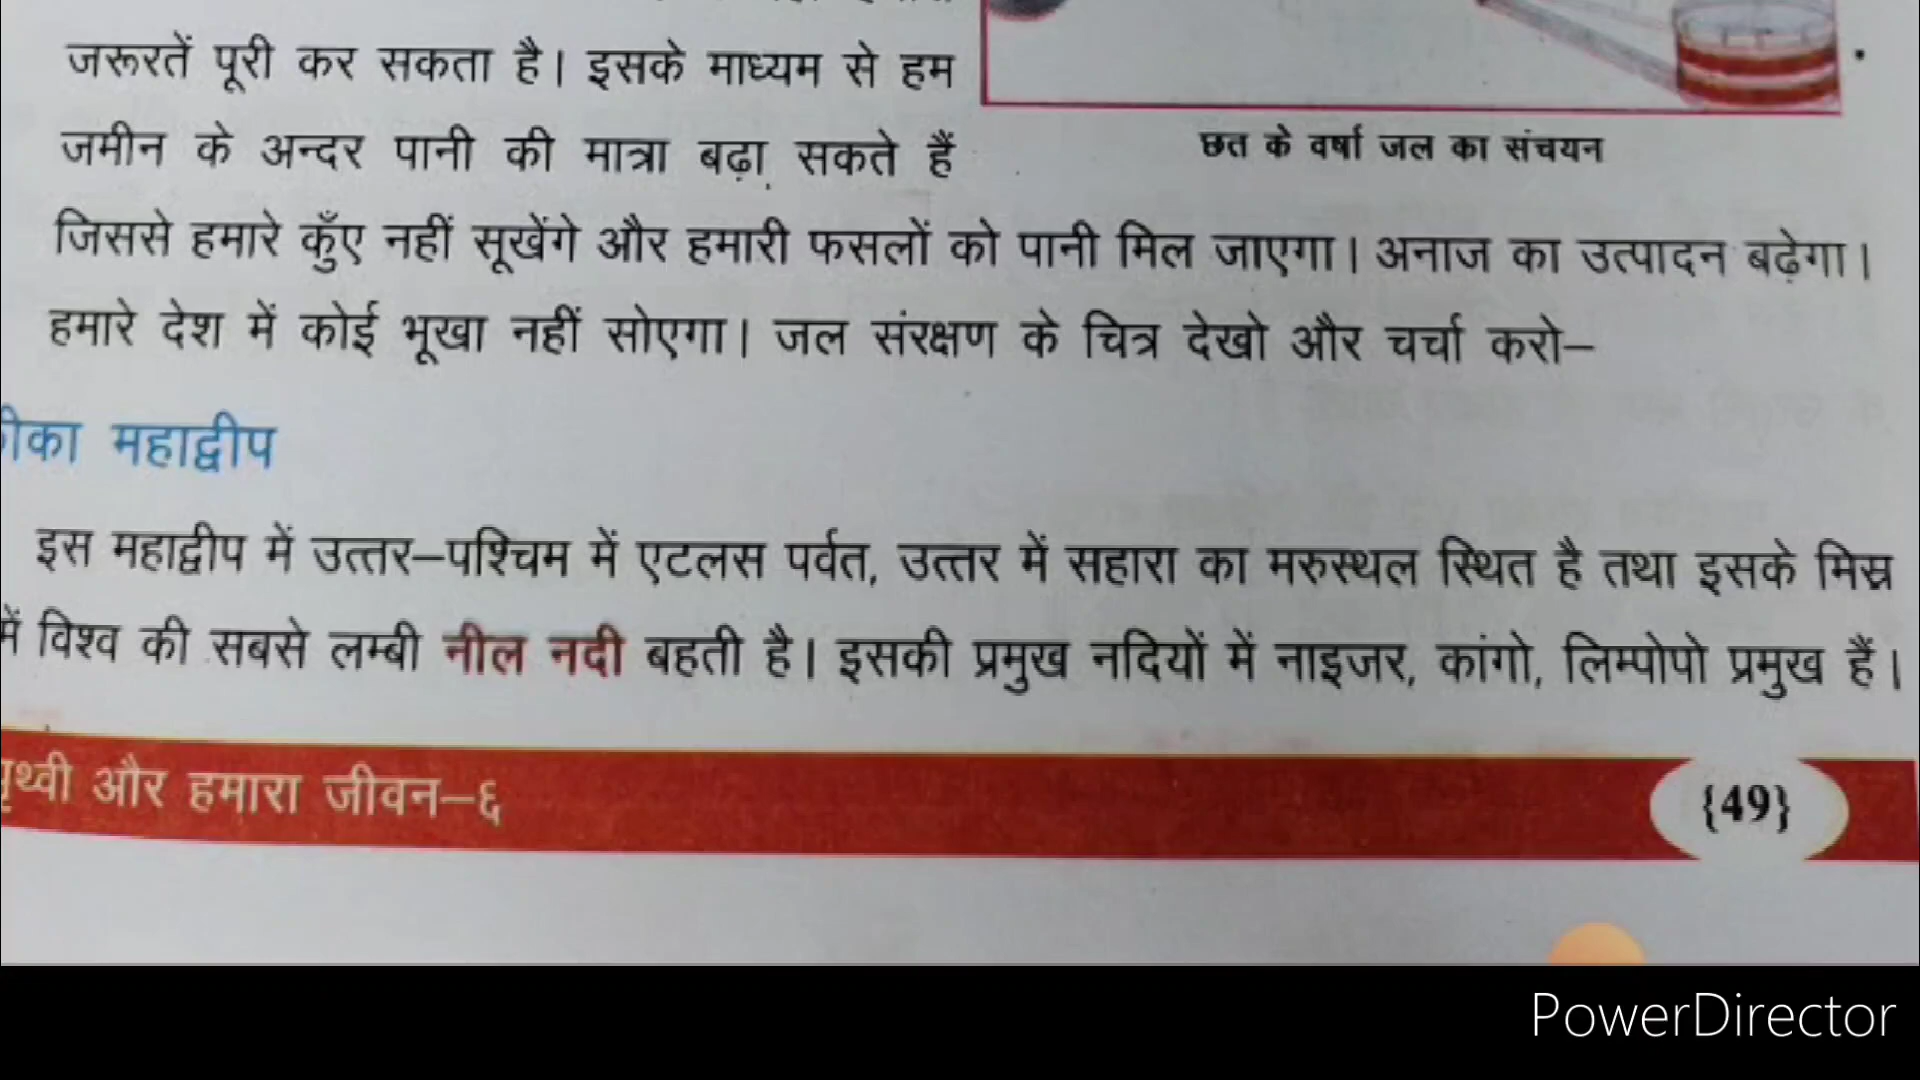 जरूरतें पूरी कर सकता है। इसके माध्यम से हम
जमीन के अन्दर पानी की मात्रा बढ़ा सकते हैं
छत के वर्षा जल का संचयन
जिससे हमारे कुँए नहीं सूखेंगे और हमारी फसलों को पानी मिल जाएगा। अनाज का उत्पादन बढ़ेगा।
हमारे देश में कोई भूखा नहीं सोएगा। जल संरक्षण के चित्र देखो और चर्चा करो–
महाद्वीप
इस महाद्वीप में उत्तर–पश्चिम में एटलस पर्वत, उत्तर में सहारा का मरुस्थल स्थित है तथा इसके मिस्र
में विश्व की सबसे लम्बी नील नदी बहती है। इसकी प्रमुख नदियों में नाइजर, कांगो, लिम्पोपो प्रमुख हैं।
पृथ्वी और हमारा जीवन–६
{49}
PowerDirector